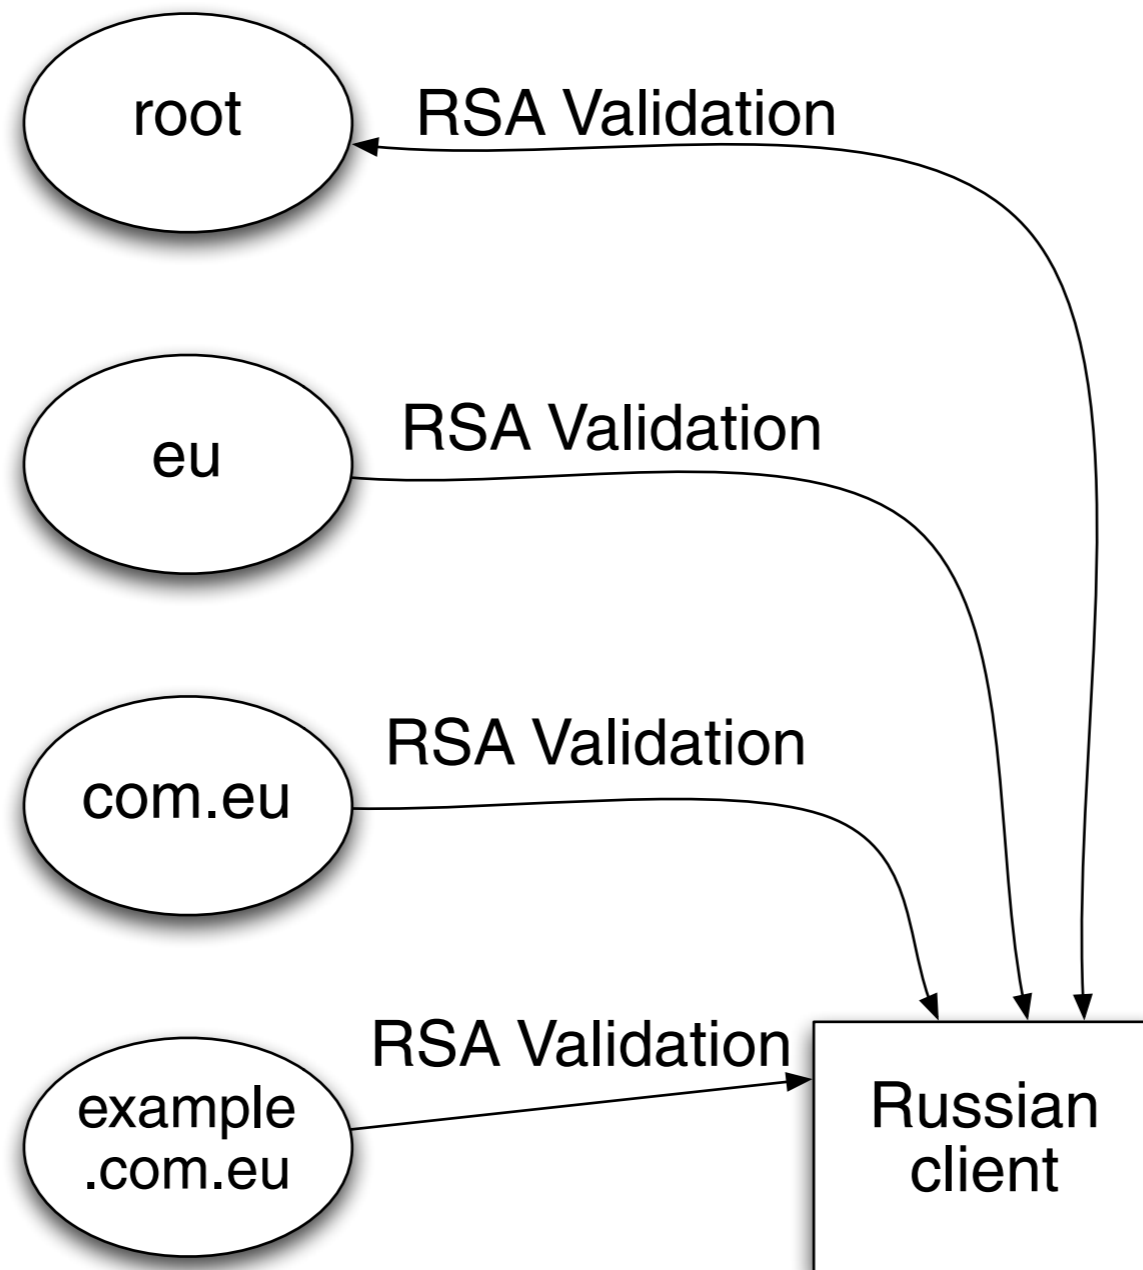 root
RSA Validation
eu
RSA Validation
com.eu
RSA Validation
example
.com.eu
RSA Validation
Russian
client